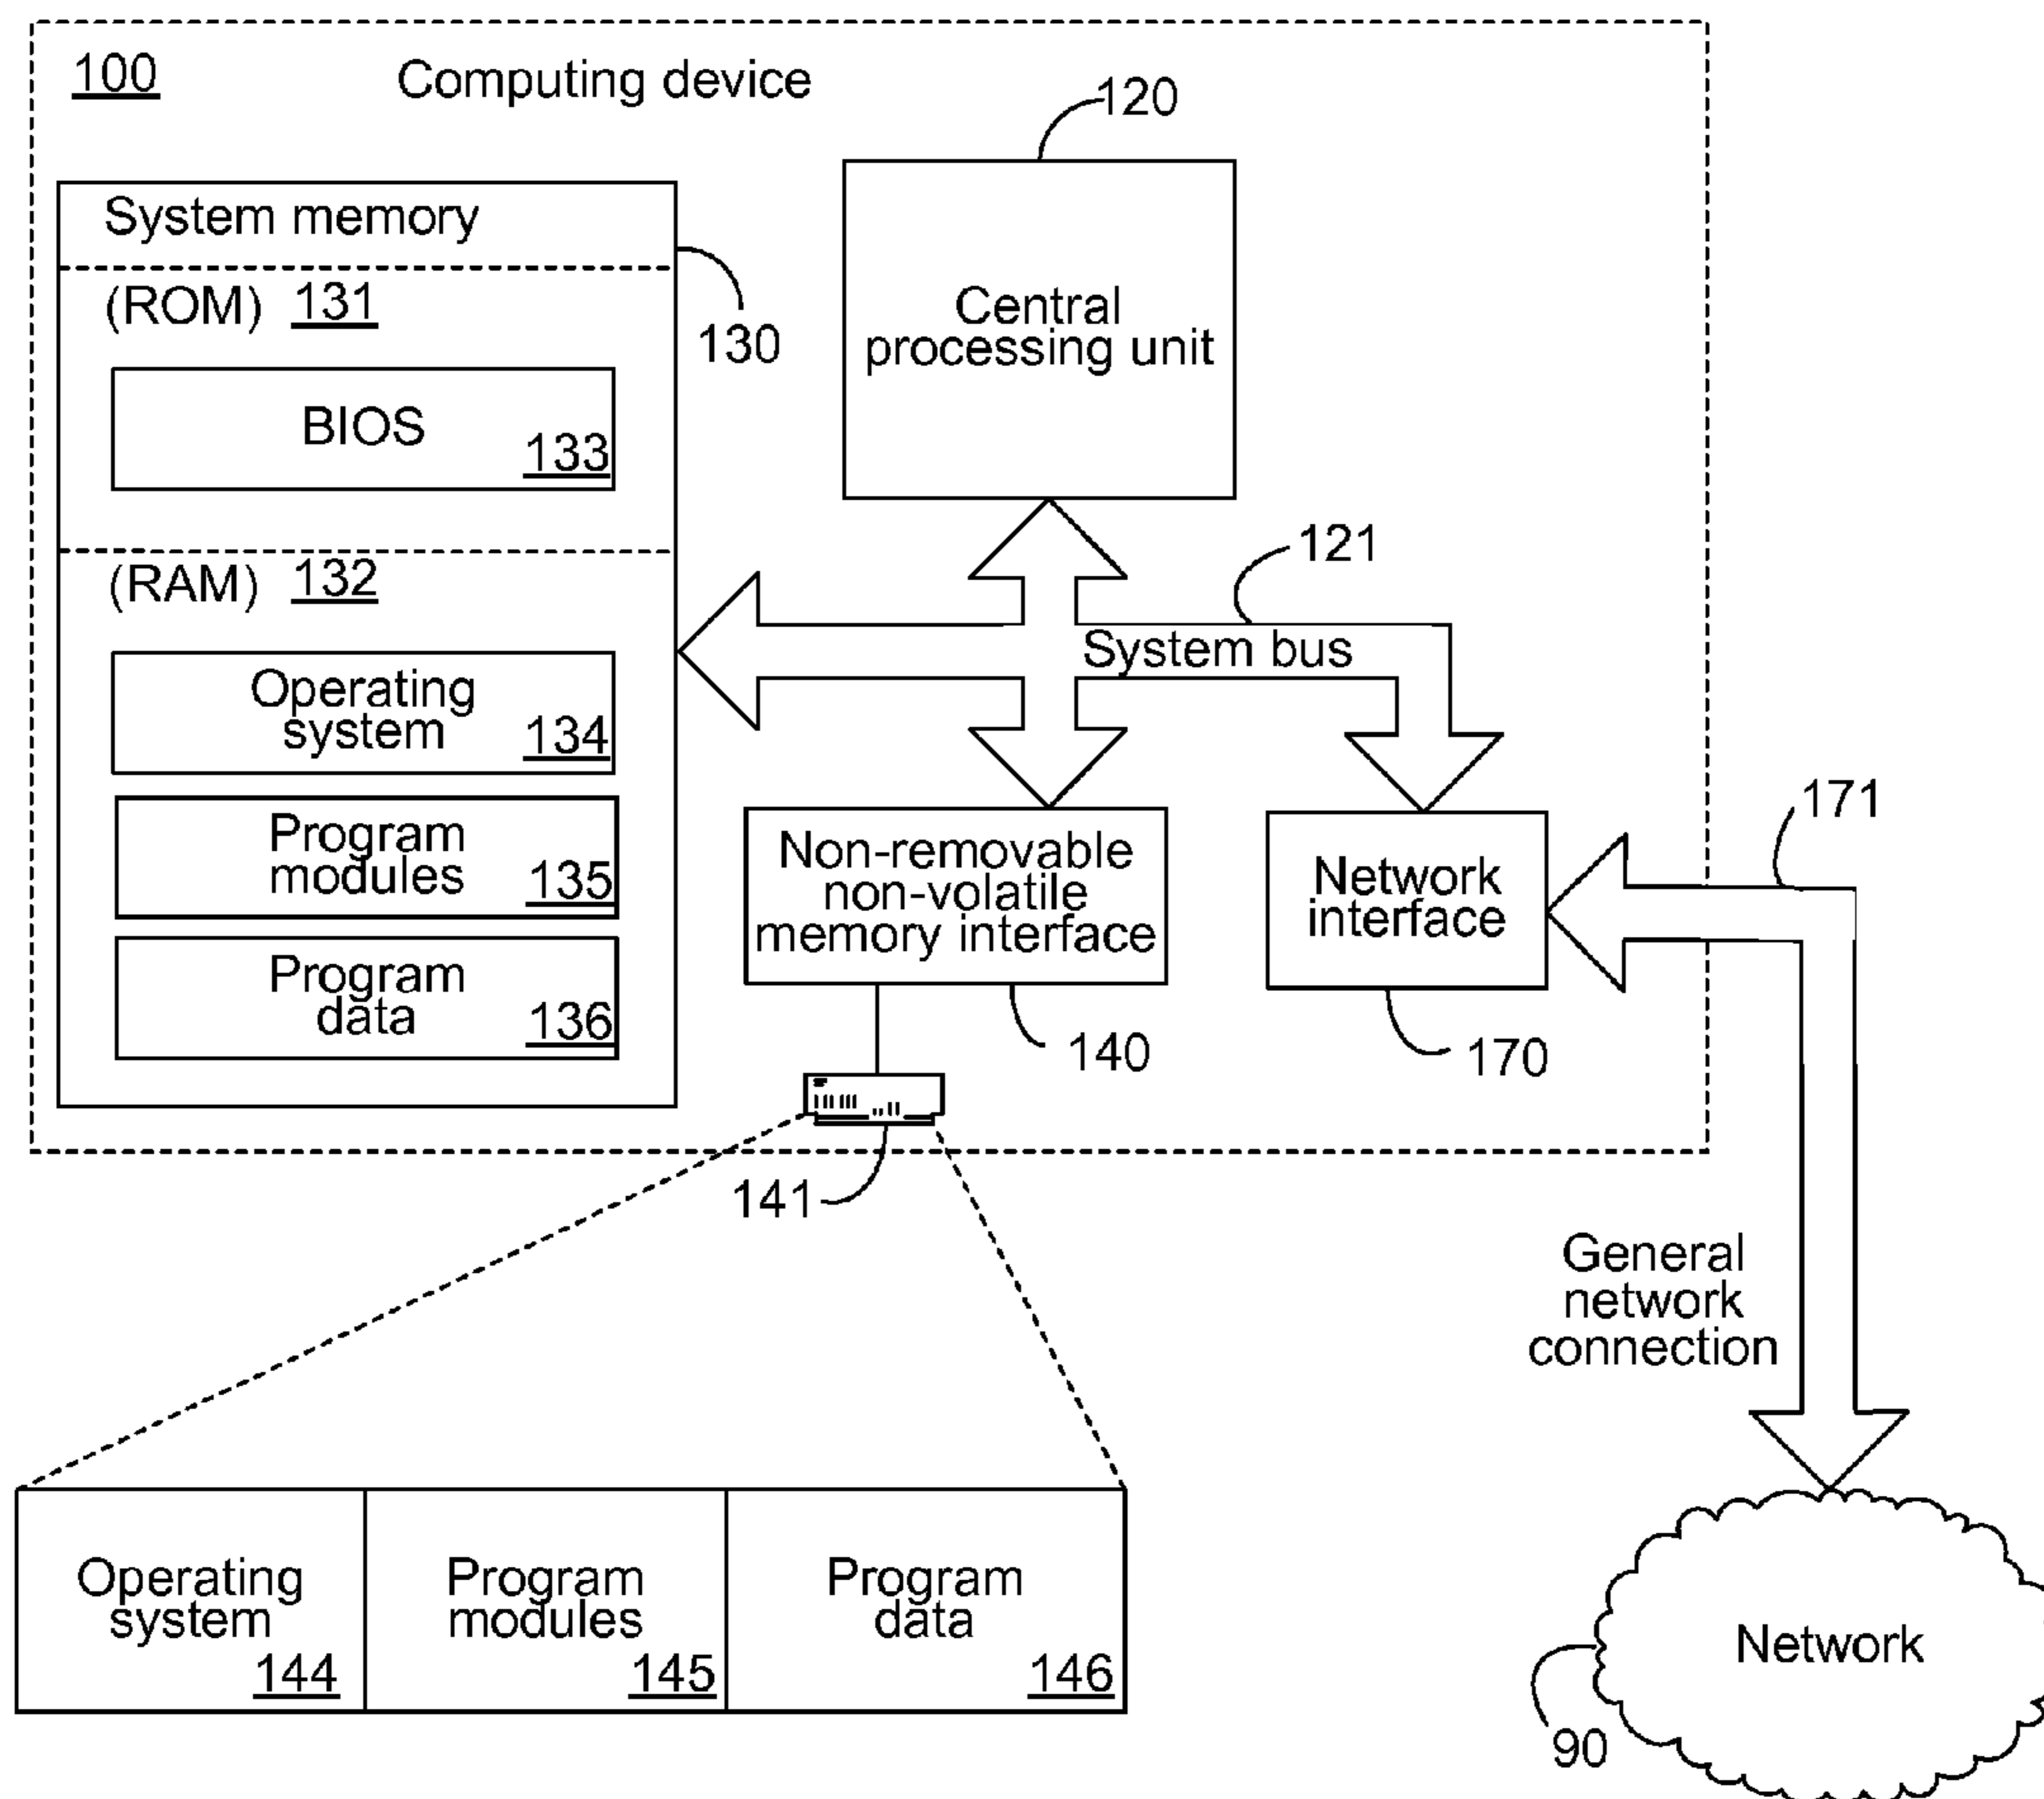 100
Computing device
120
System memory
130
(ROM) 131
BIOS
133
Central
processing unit
121
(RAM) 132
System bus
Operating
system
134
Program
modules
135
Program
data
136
Non-removable
non-volatile
memory interface
140
Network
interface
170
171
141
General
network
connection
Operating
system
144
Program
modules
145
Program
data
146
Network
90